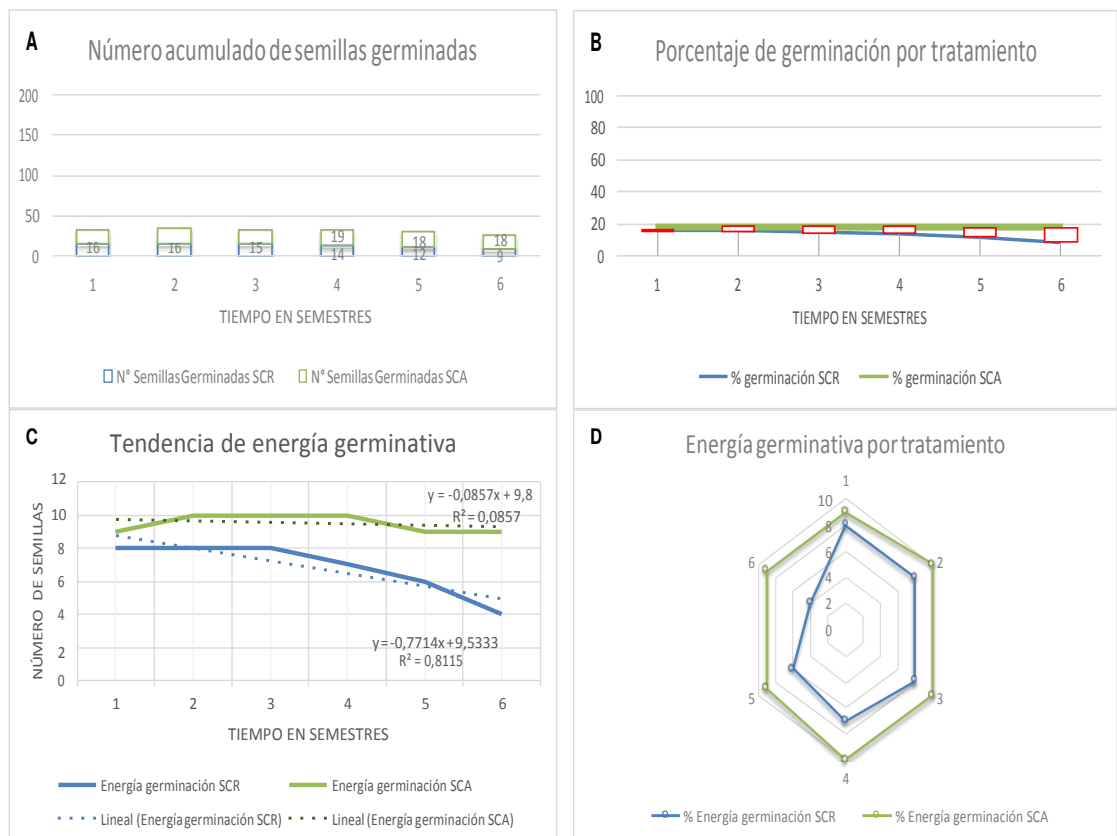 A
Número acumulado de semillas germinadas
200
150
100
50
0
16
16
15
19
14
18
12
18
9
1 2 3 4 5 6
TIEMPO EN SEMESTRES
N° Semillas Germinadas SCR N° Semillas Germinadas SCA
B
Porcentaje de germinación por tratamiento
100
80
60
40
20
0
1 2 3 4 5 6
TIEMPO EN SEMESTRES
% germinación SCR % germinación SCA
C
Tendencia de energía germinativa
NÚMERO DE SEMILLAS
12
10
8
6
4
2
0
y = -0,0857x + 9,8
R² = 0,0857
y = -0,7714x + 9,5333
R² = 0,8115
1 2 3 4 5 6
TIEMPO EN SEMESTRES
Energía germinación SCR Energía germinación SCA
Lineal (Energía germinación SCR) Lineal (Energía germinación SCA)
D
Energía germinativa por tratamiento
1
10
8
6
4
2
0
2
3
4
5
6
% Energía germinativa SCR % Energía germinativa SCA